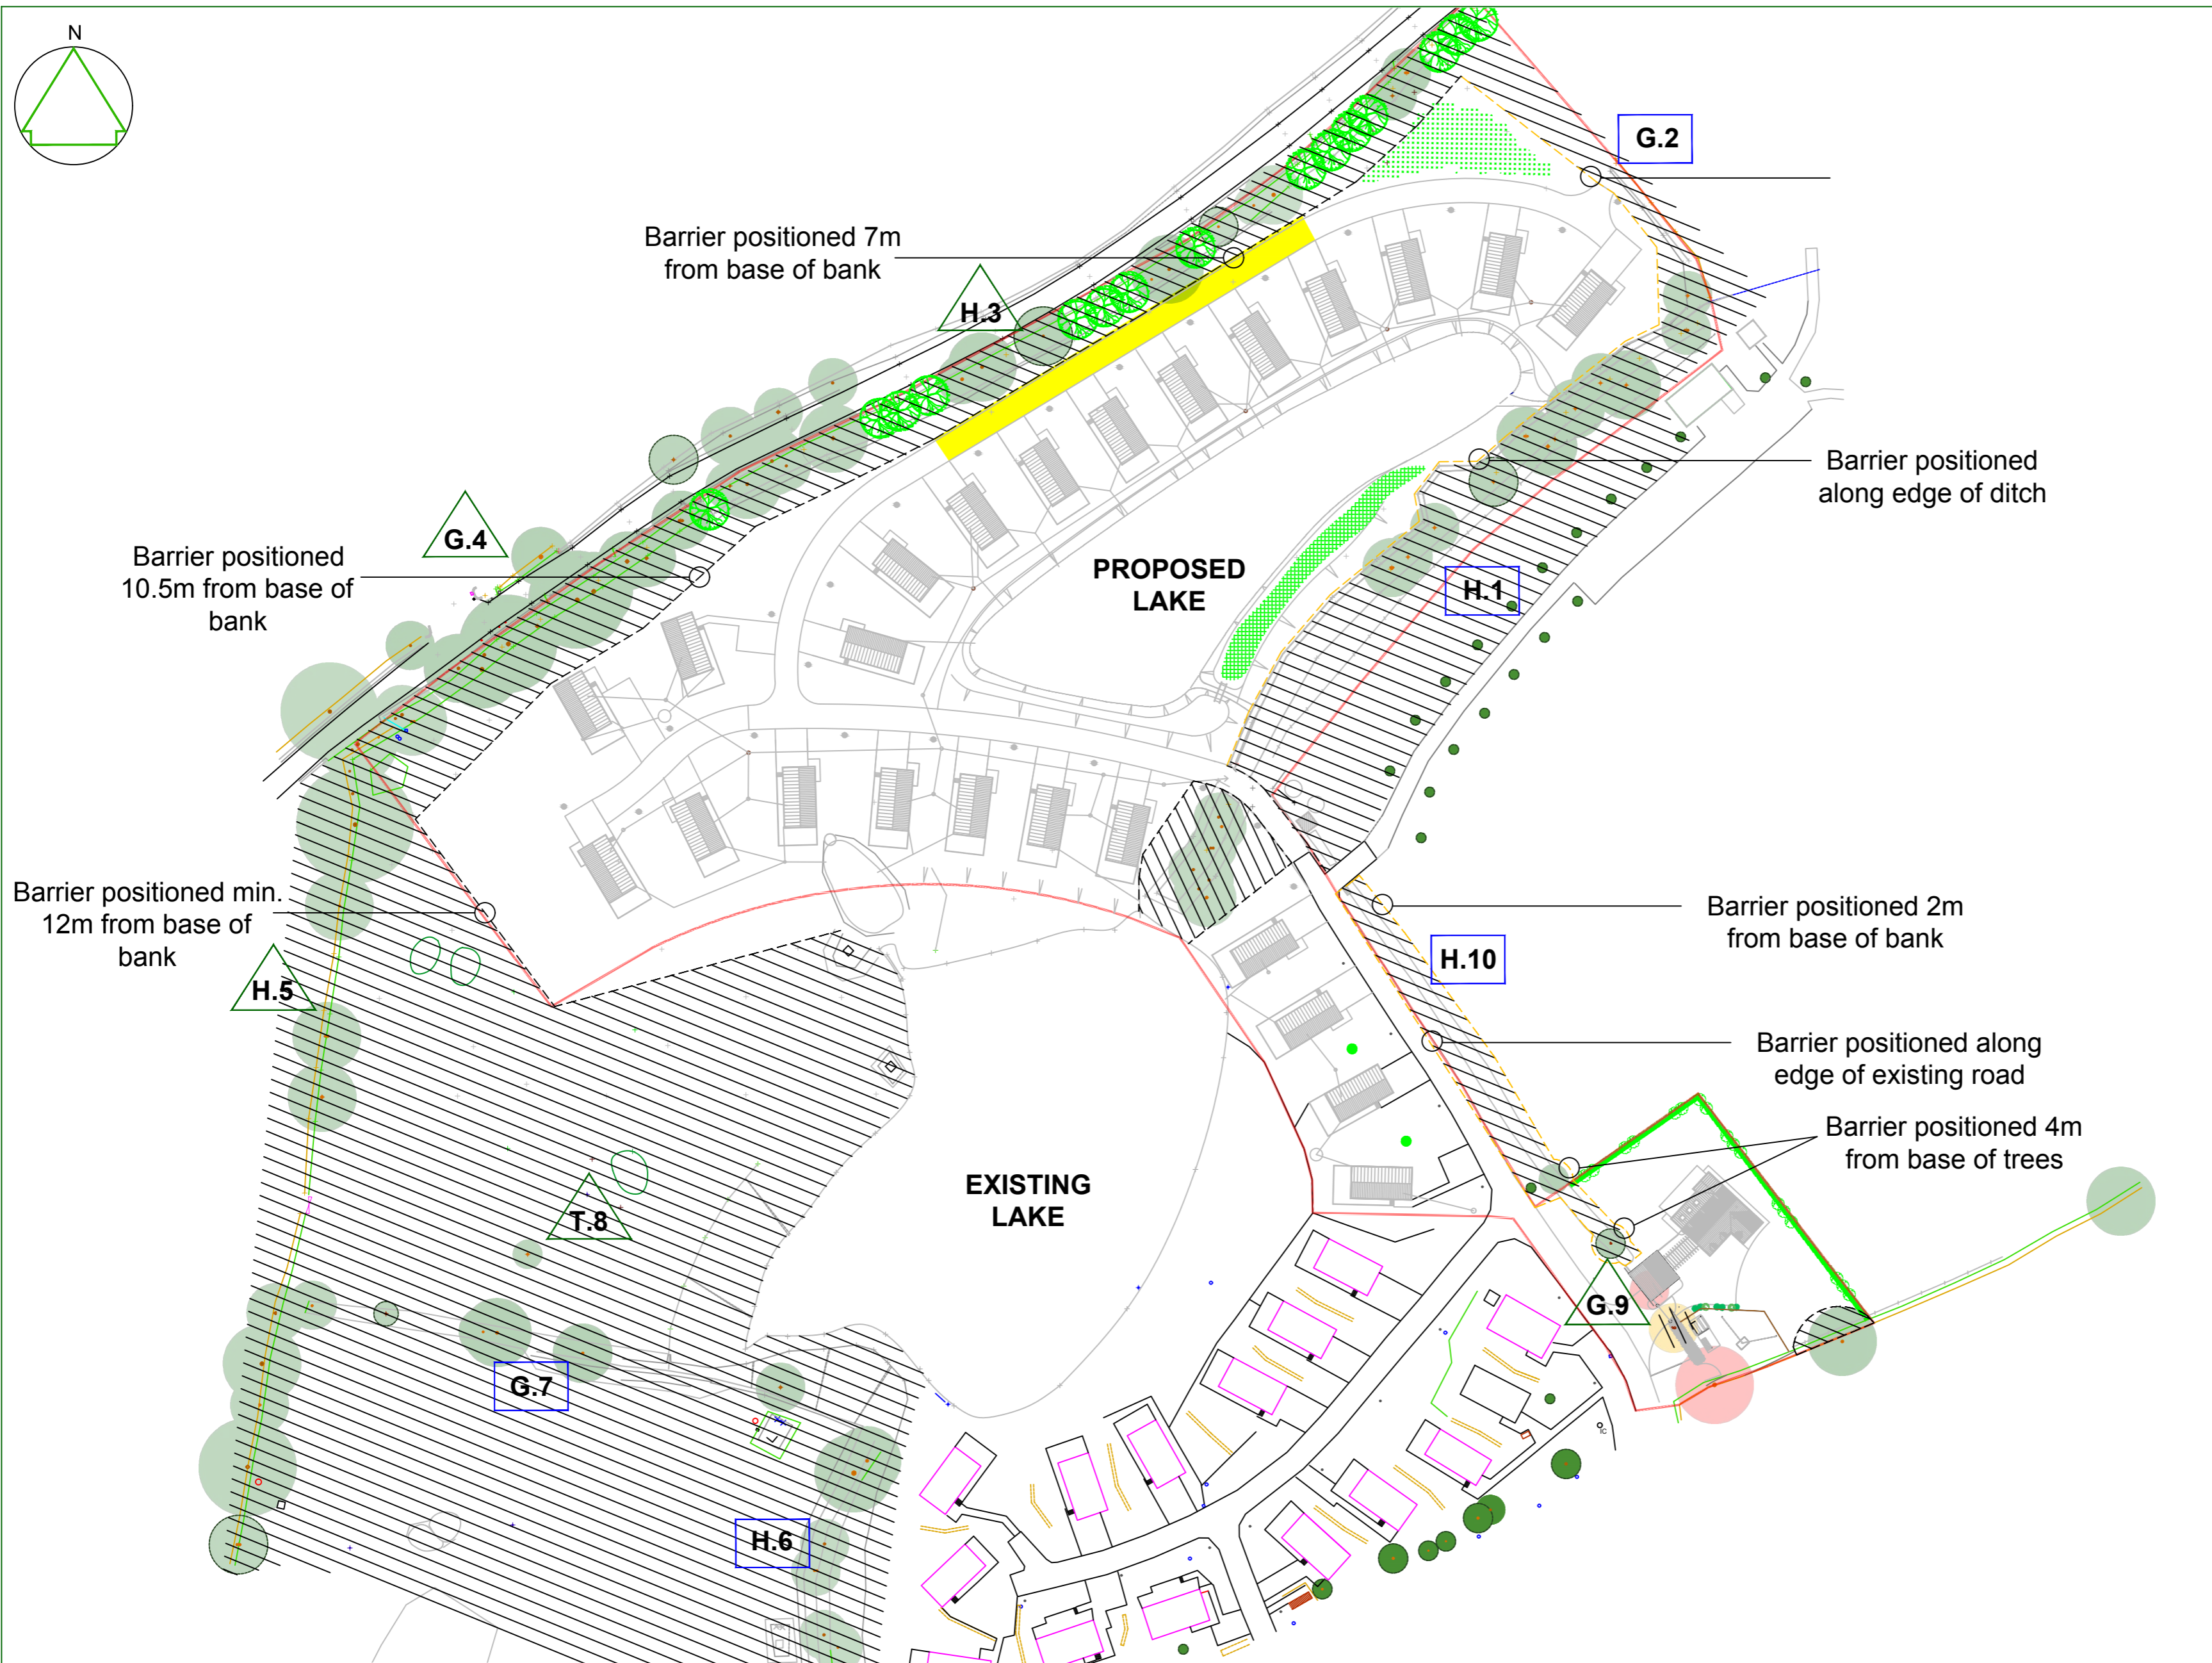 N
G.2
Barrier positioned 7m
from base of bank
H.3
Barrier positioned
along edge of ditch
G.4
Barrier positioned
10.5m from base of
bank
PROPOSED
LAKE
H.1
Barrier positioned min.
12m from base of
bank
Barrier positioned 2m
from base of bank
H.10
H.5
Barrier positioned along
edge of existing road
Barrier positioned 4m
from base of trees
EXISTING
LAKE
T.8
G.9
G.7
IC
H.6